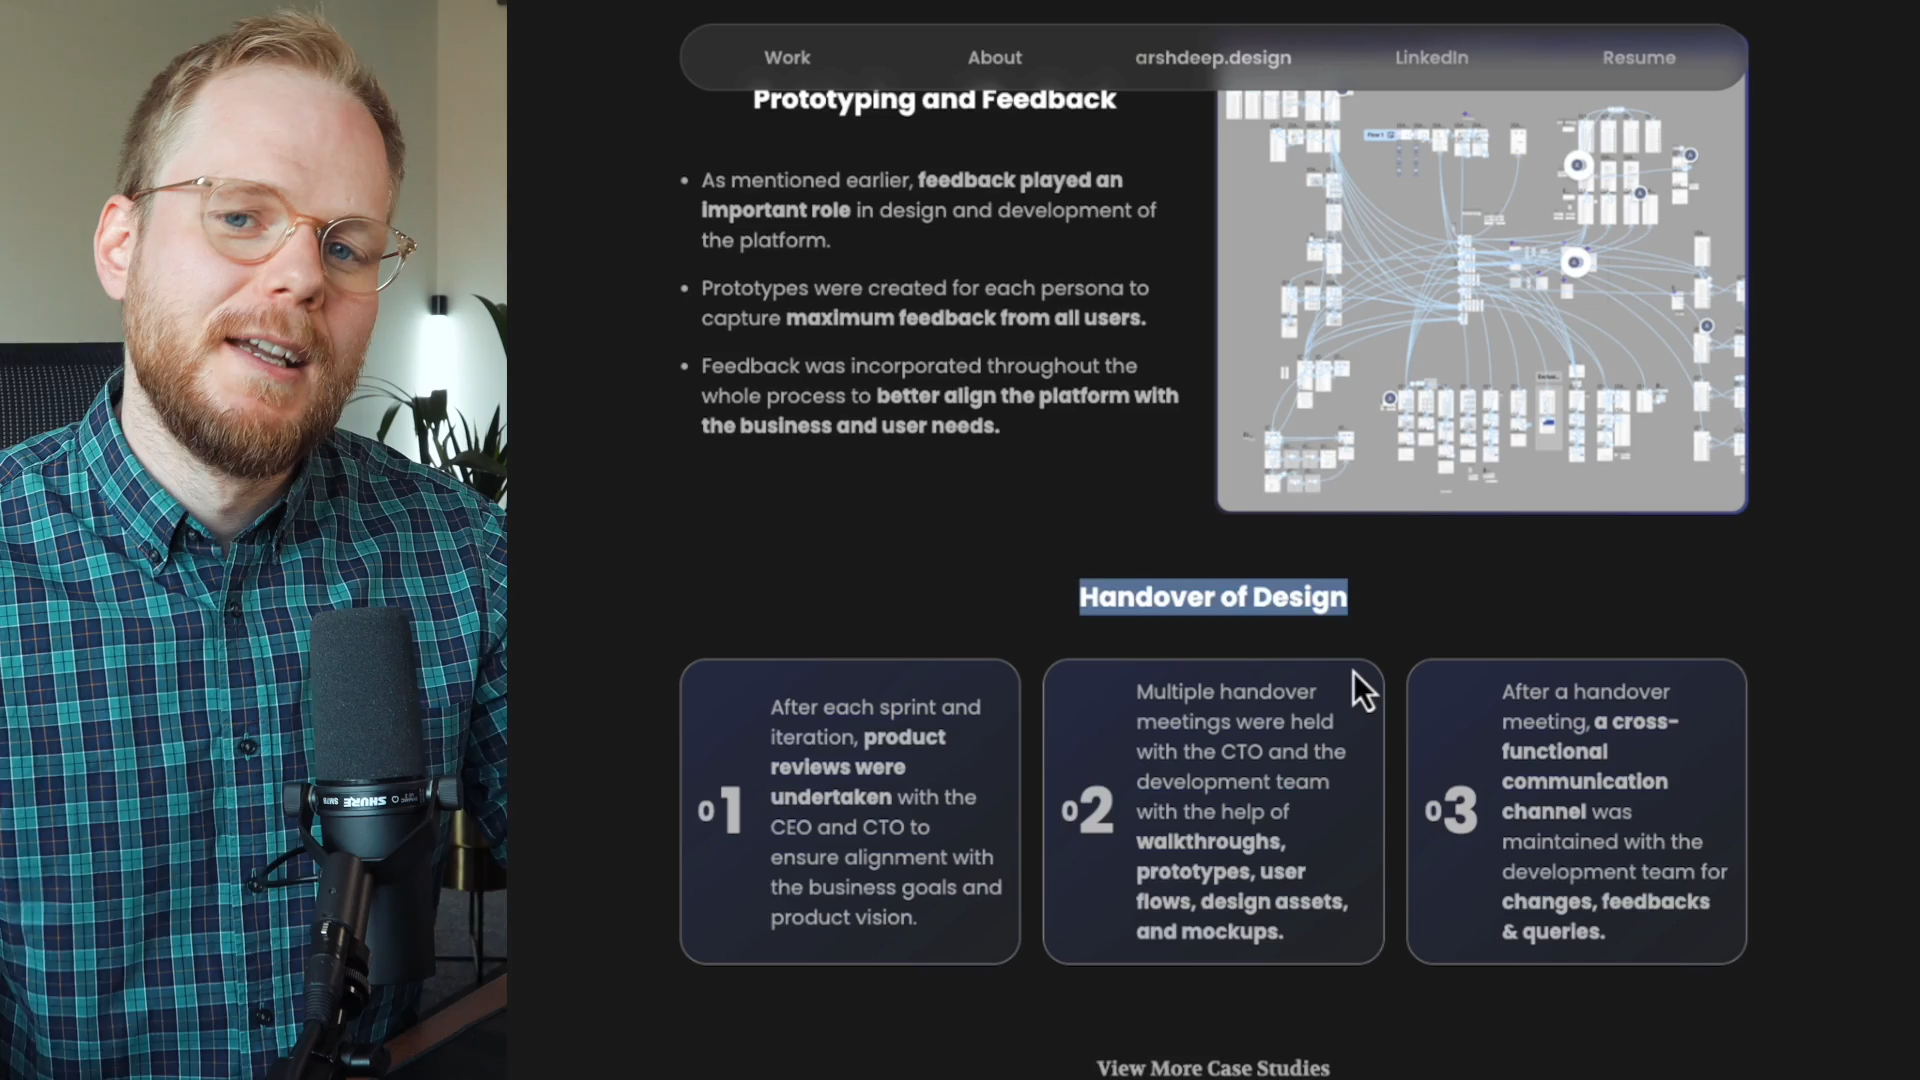 Work
About
arshdeep.design
LinkedIn
Resume
Prototyping and Feedback
• As mentioned earlier, feedback played an
important role in design and development of
the platform.
• Prototypes were created for each persona to
capture maximum feedback from all users.
• Feedback was incorporated throughout the
whole process to better align the platform with
the business and user needs.
Flow 1
Handover of Design
01
After each sprint and
iteration, product
reviews were
undertaken with the
CEO and CTO to
ensure alignment with
the business goals and
product vision.
02
Multiple handover
meetings were held
with the CTO and the
development team
with the help of
walkthroughs,
prototypes, user
flows, design assets,
and mockups.
03
After a handover
meeting, a cross-
functional
communication
channel was
maintained with the
development team for
changes, feedbacks
& queries.
SHURE SM7B
View More Case Studies